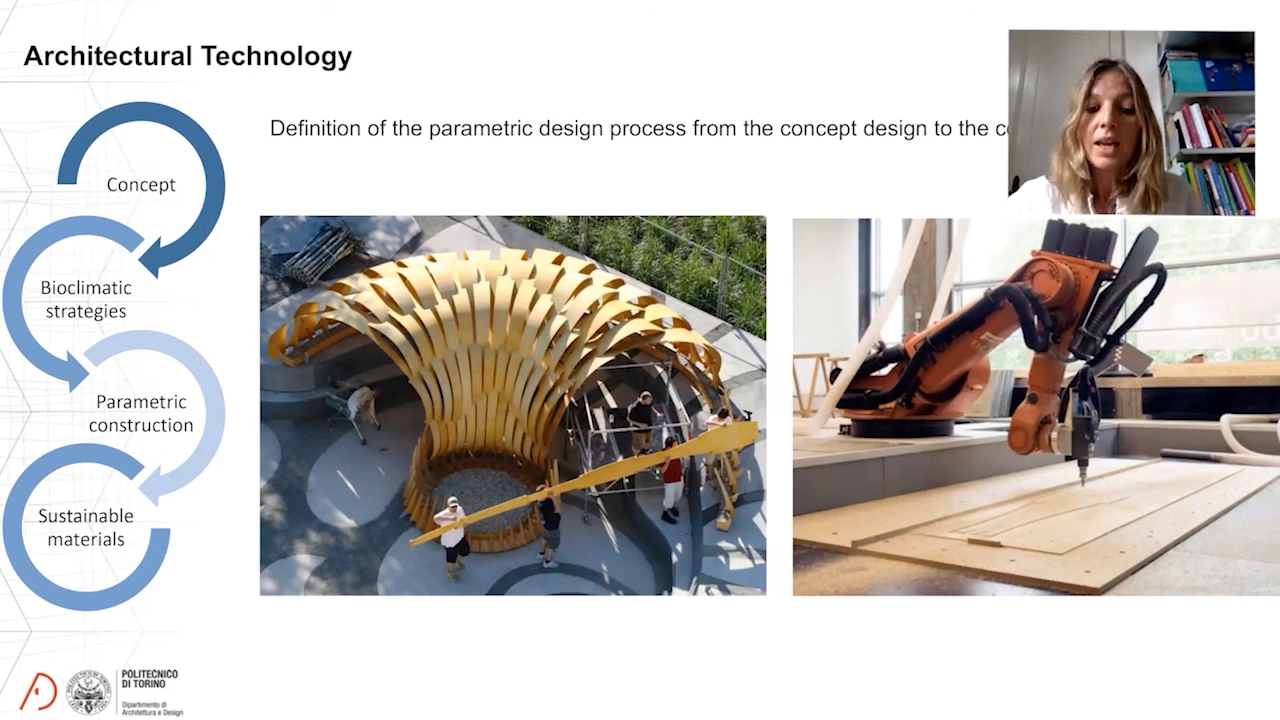 Architectural Technology
Definition of the parametric design process from the concept design to the
Concept
Bioclimatic
strategies
Parametric
construction
Sustainable
materials
POLITECNICO
DI TORINO
Dipartimento di
Architettura e Design